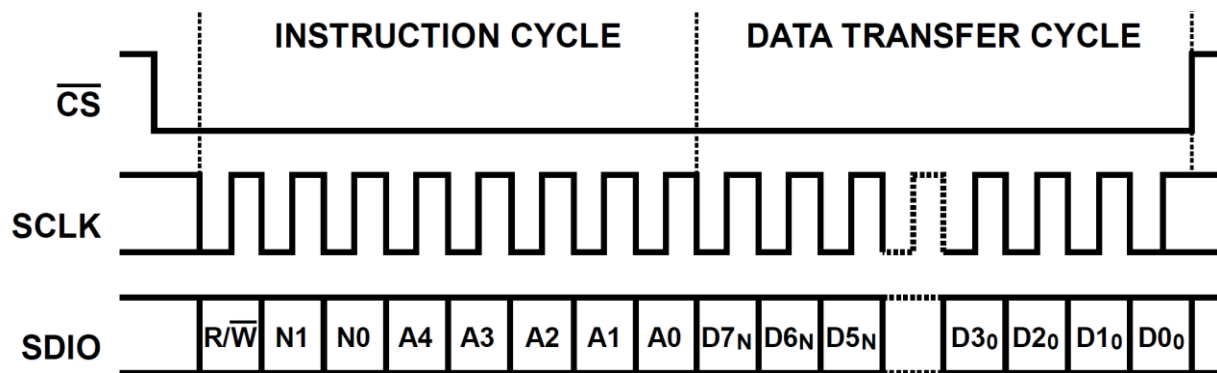 INSTRUCTION CYCLE DATA TRANSFER CYCLE
C̅S̅
SCLK
SDIO R/W̅ N1 N0 A4 A3 A2 A1 A0 D7N D6N D5N D30 D20 D10 D00